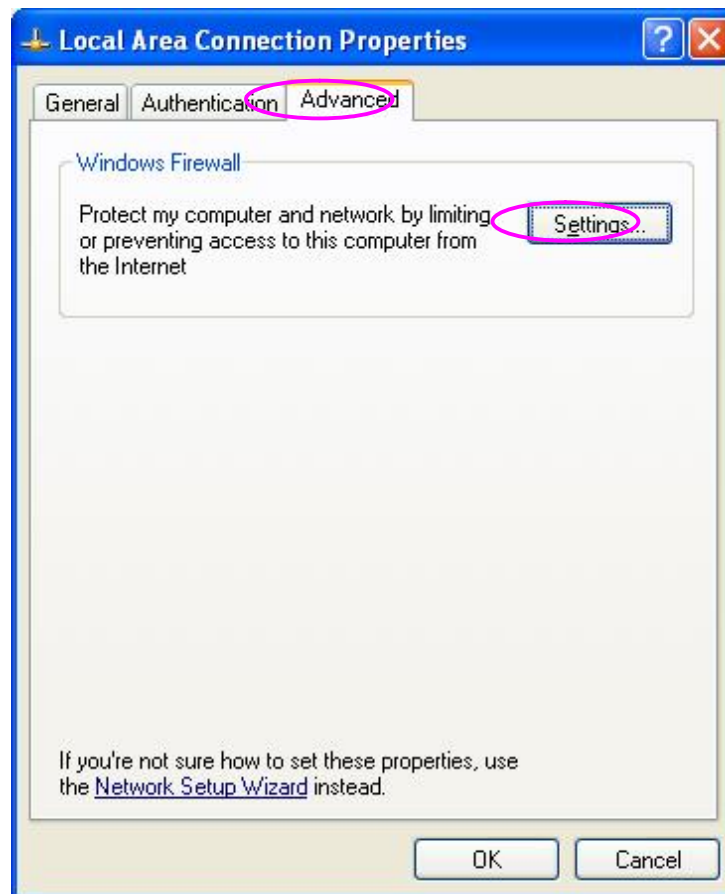 Local Area Connection Properties
?
X
General Authentication Advanced
Windows Firewall
Protect my computer and network by limiting
or preventing access to this computer from
the Internet
Settings...
If you're not sure how to set these properties, use
the Network Setup Wizard instead.
OK Cancel